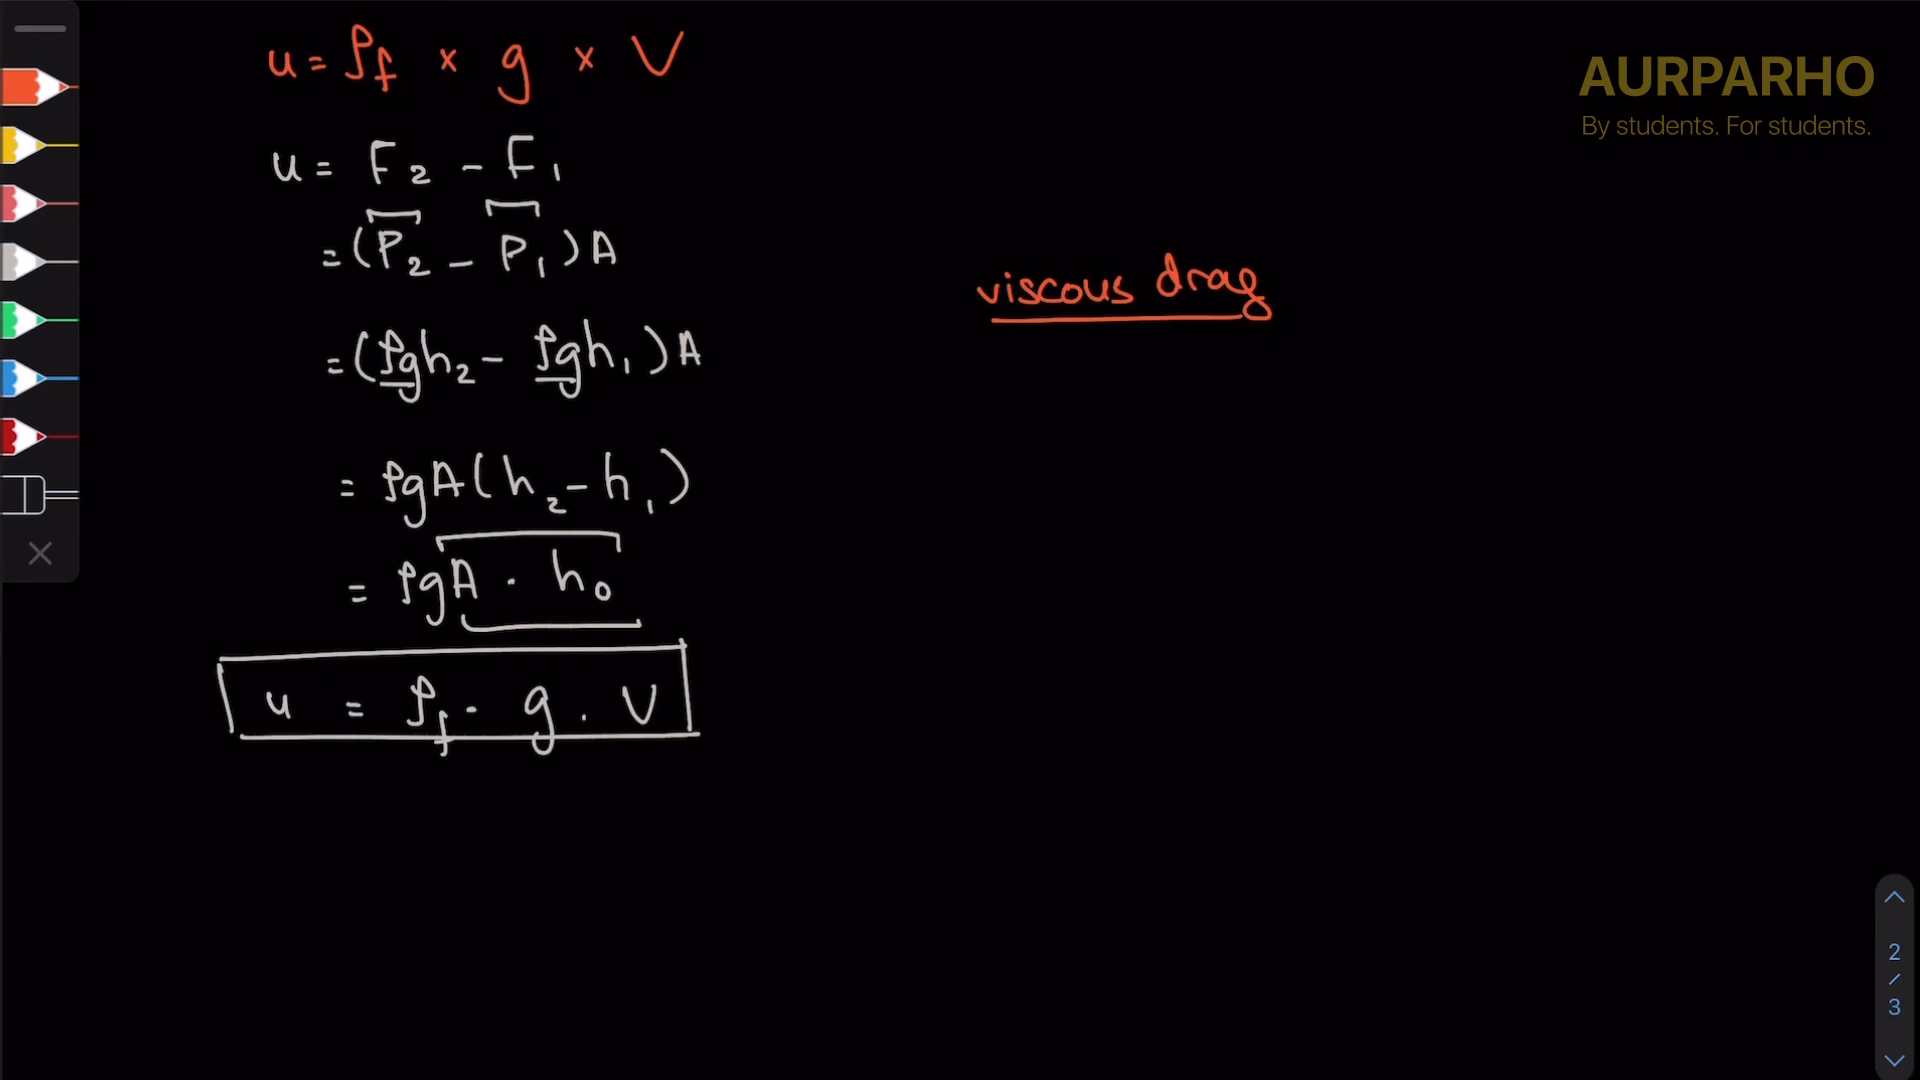 u = ρf × g × V
u = F₂ - F₁
= (P₂ - P₁)A
= (ρgh₂ - ρgh₁)A
= ρgA(h₂ - h₁)
= ρgA · h₀
u = ρf · g · V
viscous drag
AURPARHO
By students. For students.
2
/
3